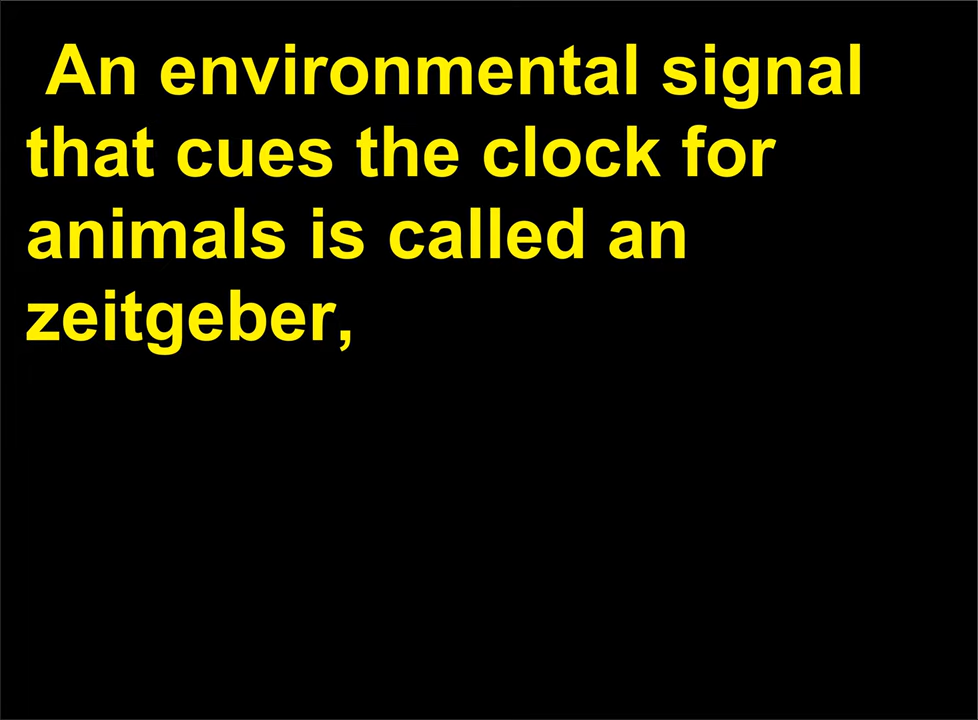 An environmental signal
that cues the clock for
animals is called an
zeitgeber,